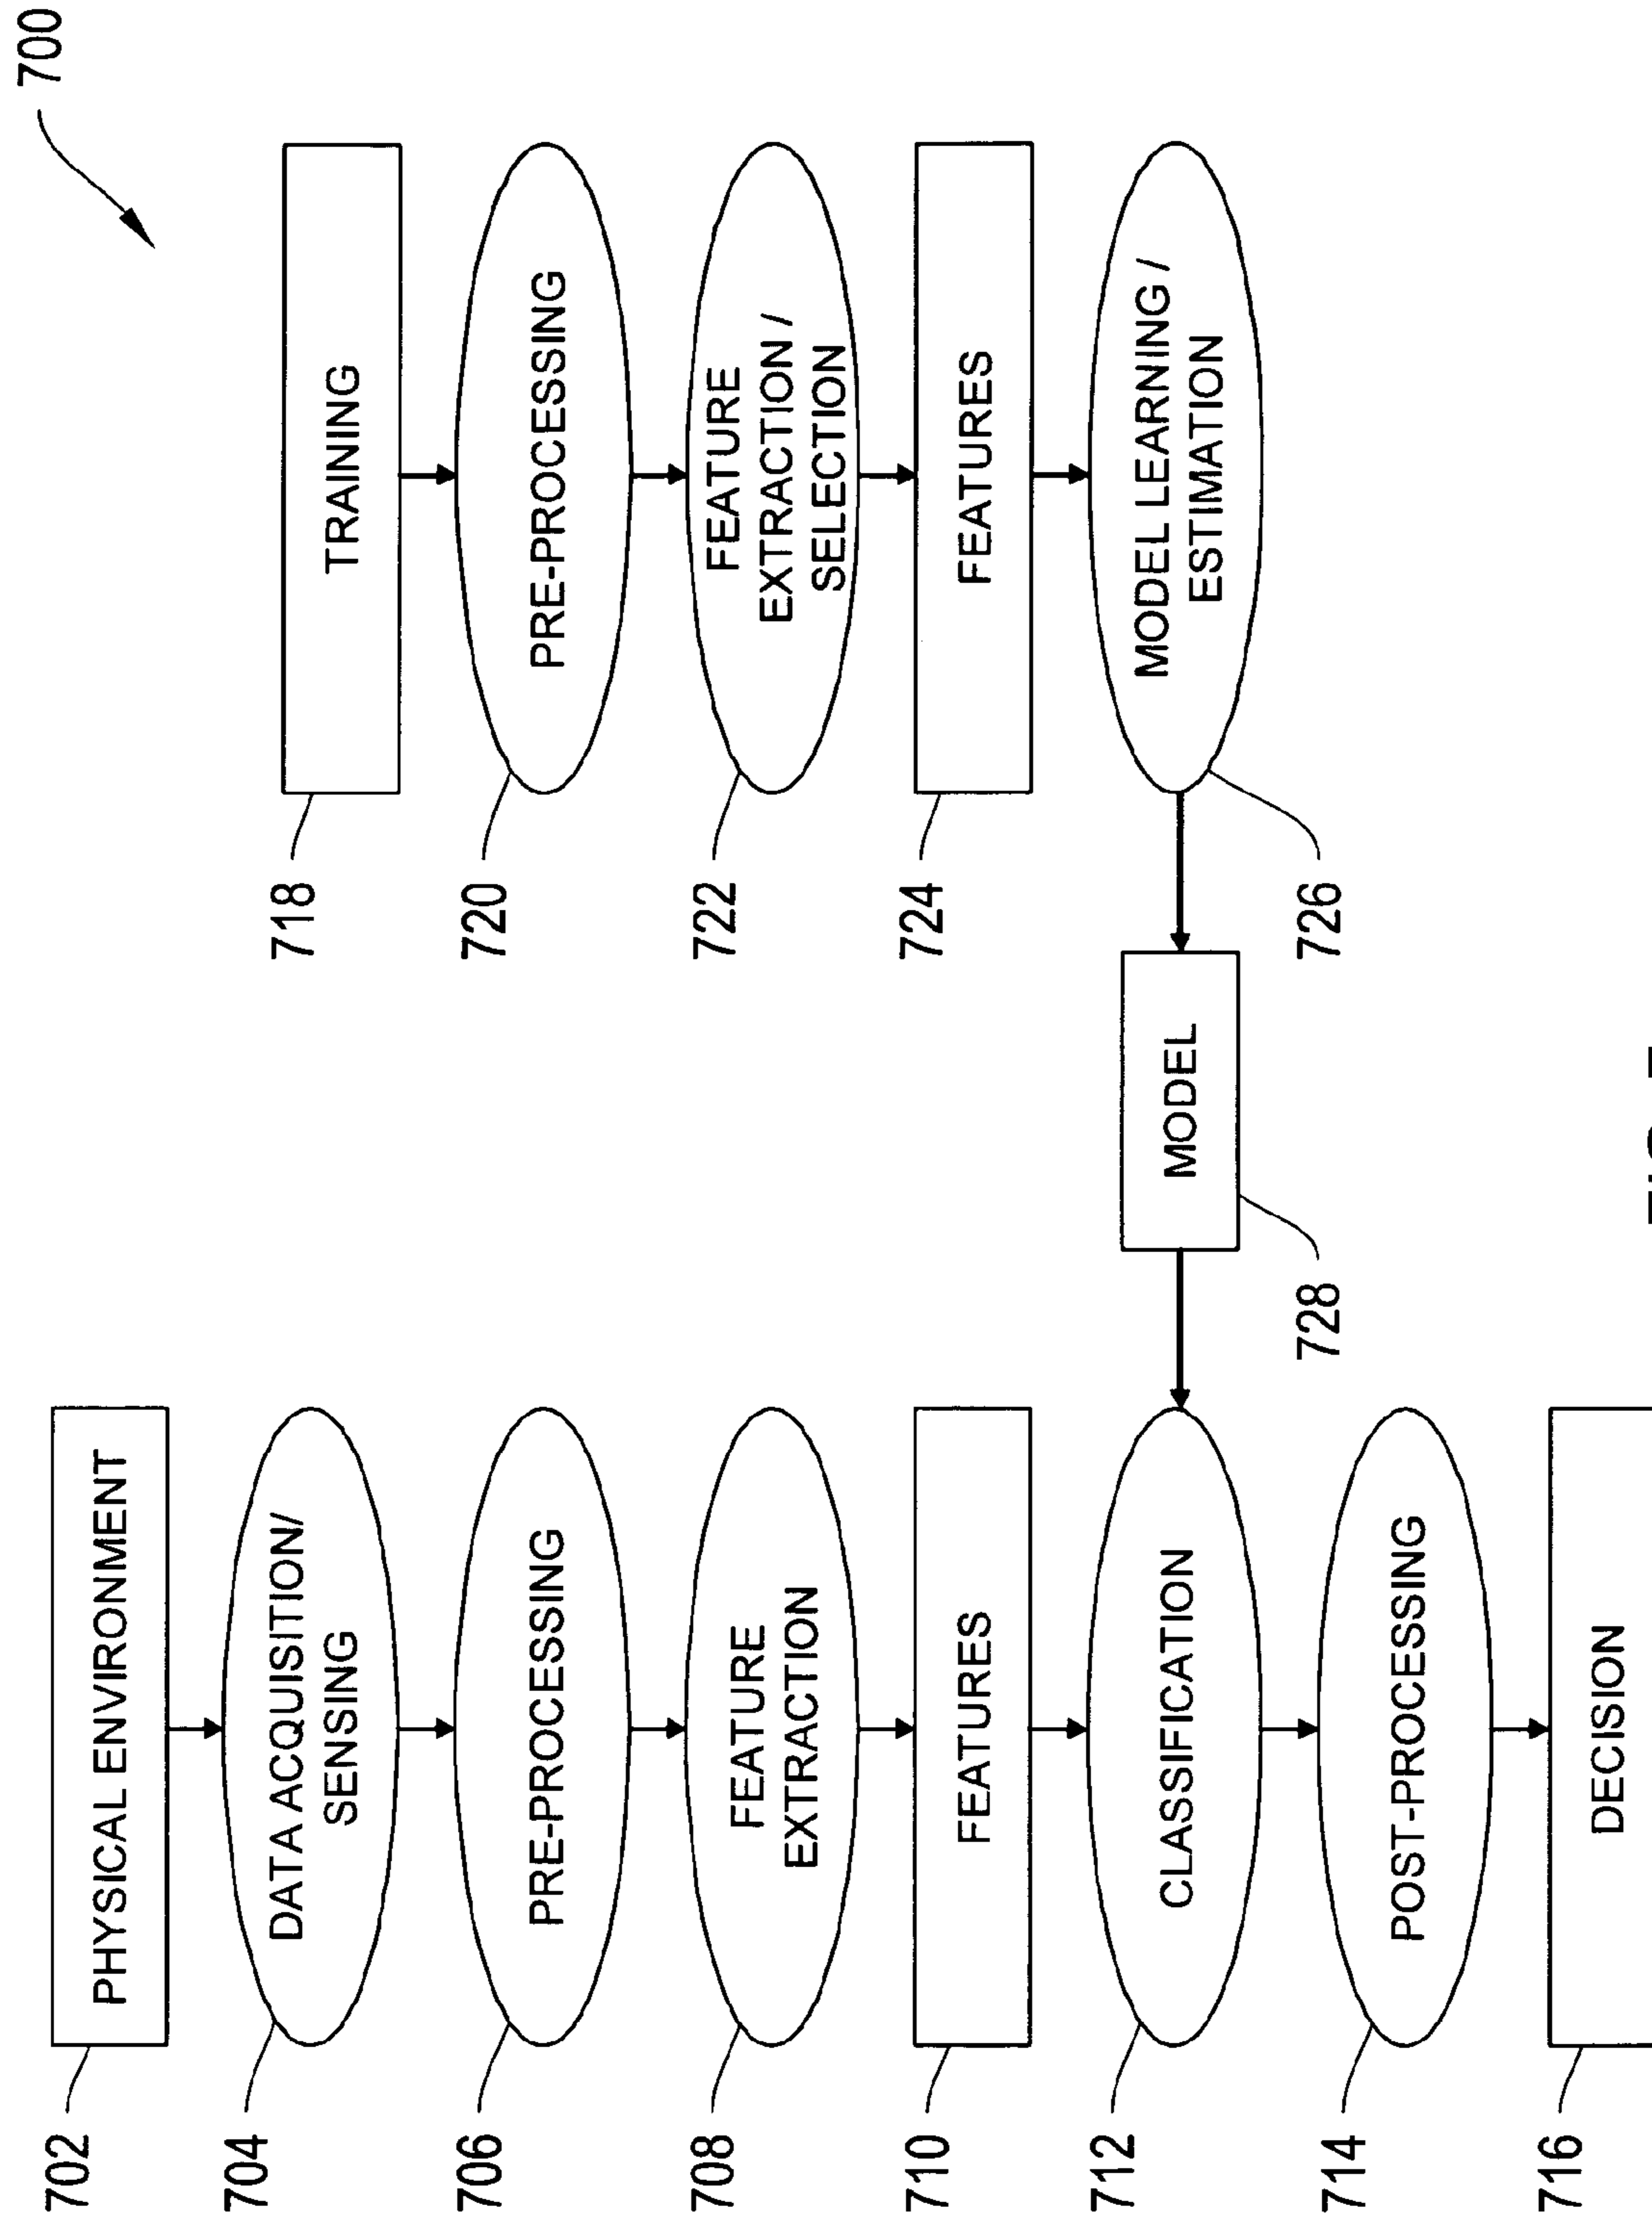 700
702
PHYSICAL ENVIRONMENT
704
DATA ACQUISITION/
SENSING
706
PRE-PROCESSING
708
FEATURE
EXTRACTION
710
FEATURES
712
CLASSIFICATION
714
POST-PROCESSING
716
DECISION
718
TRAINING
720
PRE-PROCESSING
722
FEATURE
EXTRACTION /
SELECTION
724
FEATURES
726
MODEL LEARNING /
ESTIMATION
728
MODEL